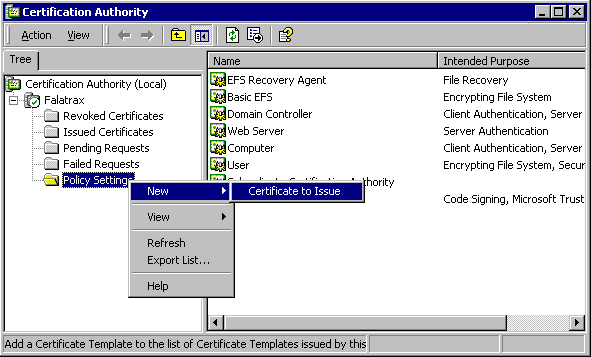 Certification Authority
Action View
Tree
Name Intended Purpose
Certification Authority (Local)
Falatrax
Revoked Certificates
Issued Certificates
Pending Requests
Failed Requests
Policy Setting
EFS Recovery Agent File Recovery
Basic EFS Encrypting File System
Domain Controller Client Authentication, Server
Web Server Server Authentication
Computer Client Authentication, Server
User Encrypting File System, Secur
Certification Authority
Code Signing, Microsoft Trust
New
Certificate to Issue
View
Refresh
Export List...
Help
Add a Certificate Template to the list of Certificate Templates issued by this